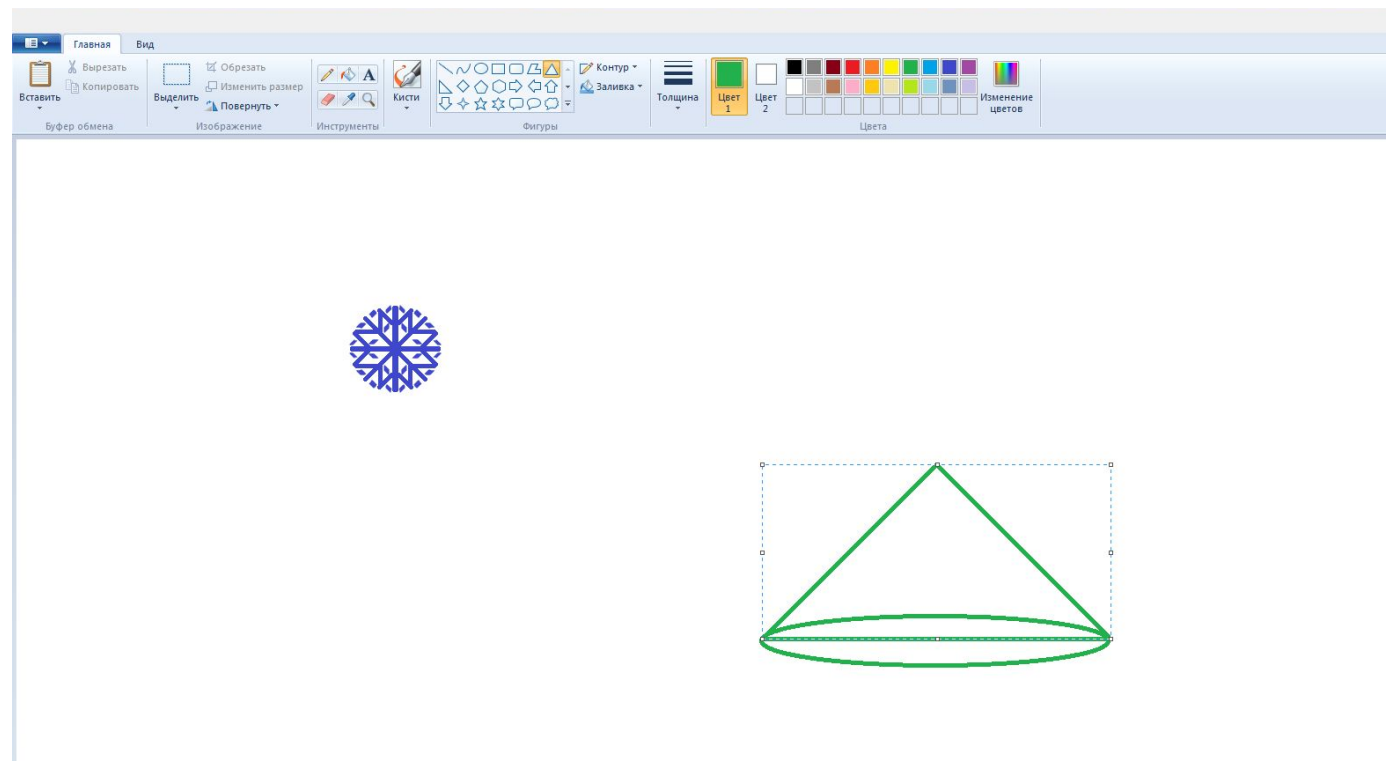 Главная Вид
Вставить
Вырезать
Копировать
Буфер обмена
Выделить
Обрезать
Изменить размер
Повернуть
Изображение
A
Инструменты
Кисти
Контур
Заливка
Фигуры
Толщина
Цвет
1
Цвет
2
Изменение
цветов
Цвета